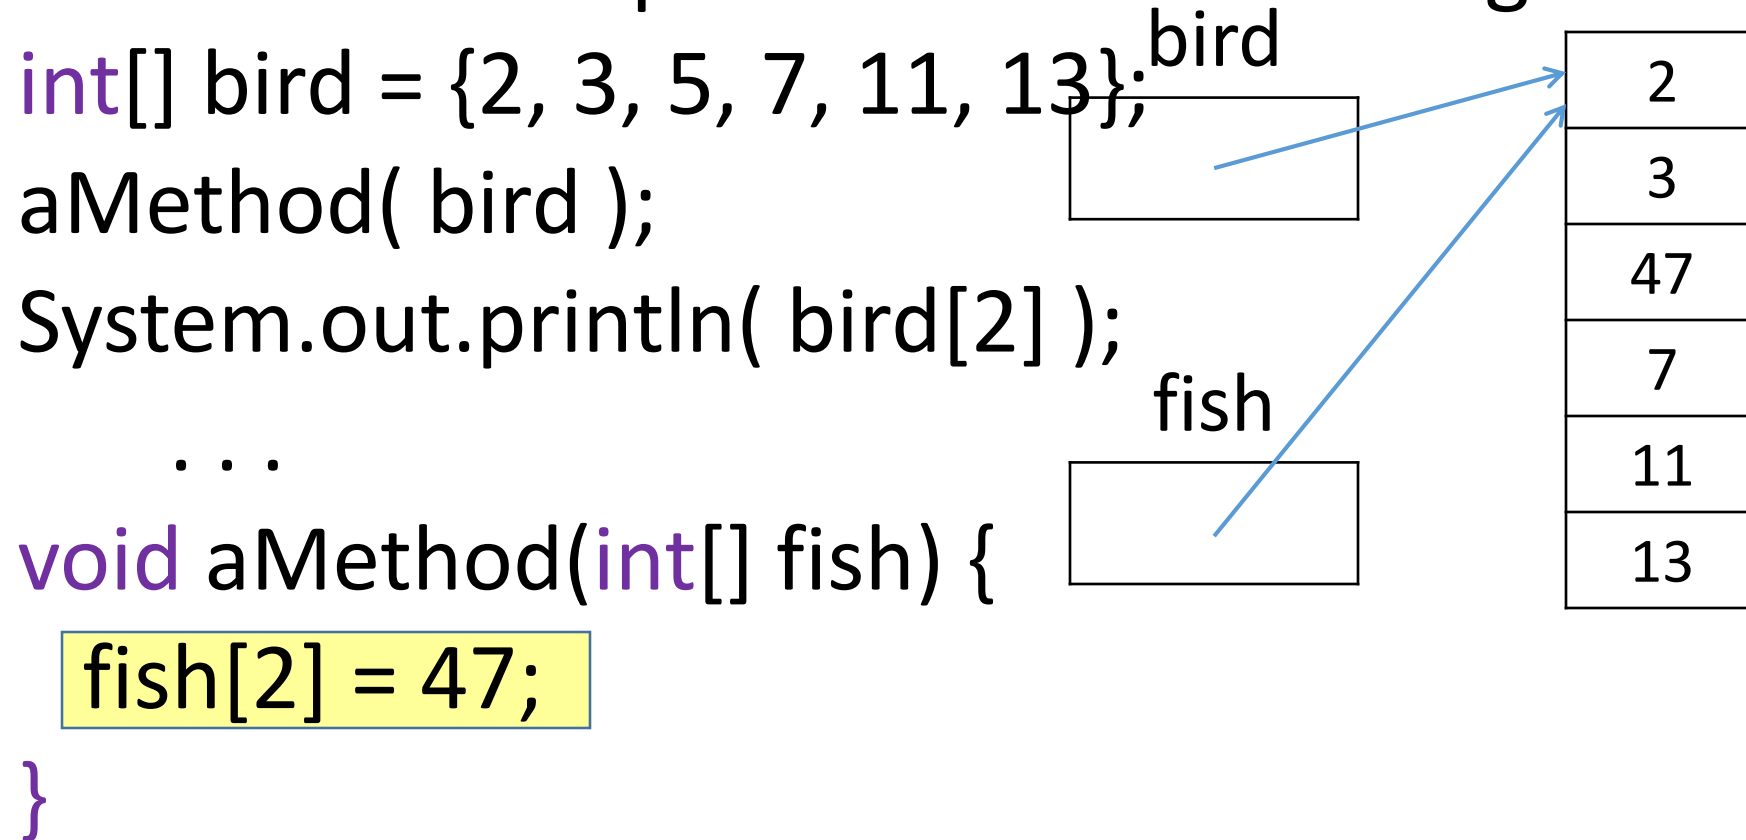 bird
int[] bird = {2, 3, 5, 7, 11, 13};
aMethod( bird );
System.out.println( bird[2] );
. . .
void aMethod(int[] fish) {
fish[2] = 47;
}
fish
2
3
47
7
11
13